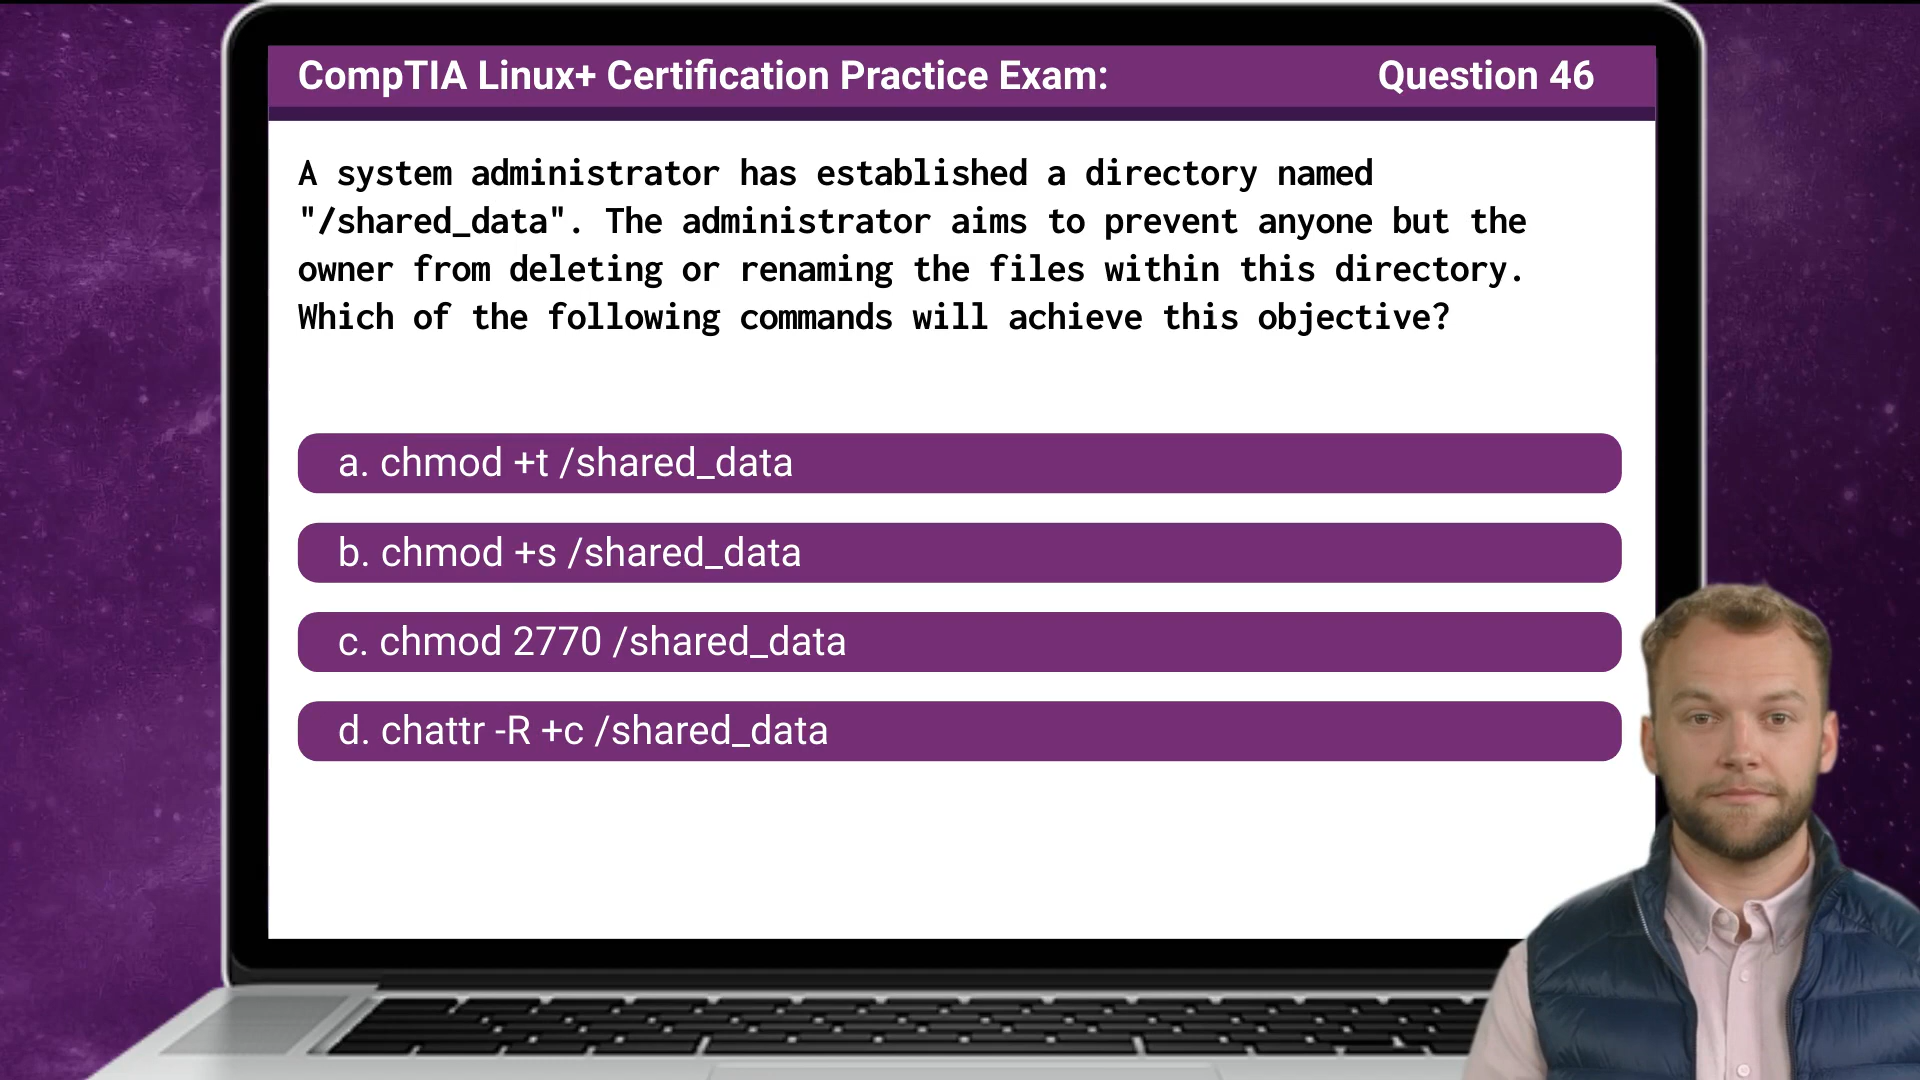 CompTIA Linux+ Certification Practice Exam:
Question 46
A system administrator has established a directory named
"/shared_data". The administrator aims to prevent anyone but the
owner from deleting or renaming the files within this directory.
Which of the following commands will achieve this objective?
a. chmod +t /shared_data
b. chmod +s /shared_data
c. chmod 2770 /shared_data
d. chattr -R +c /shared_data